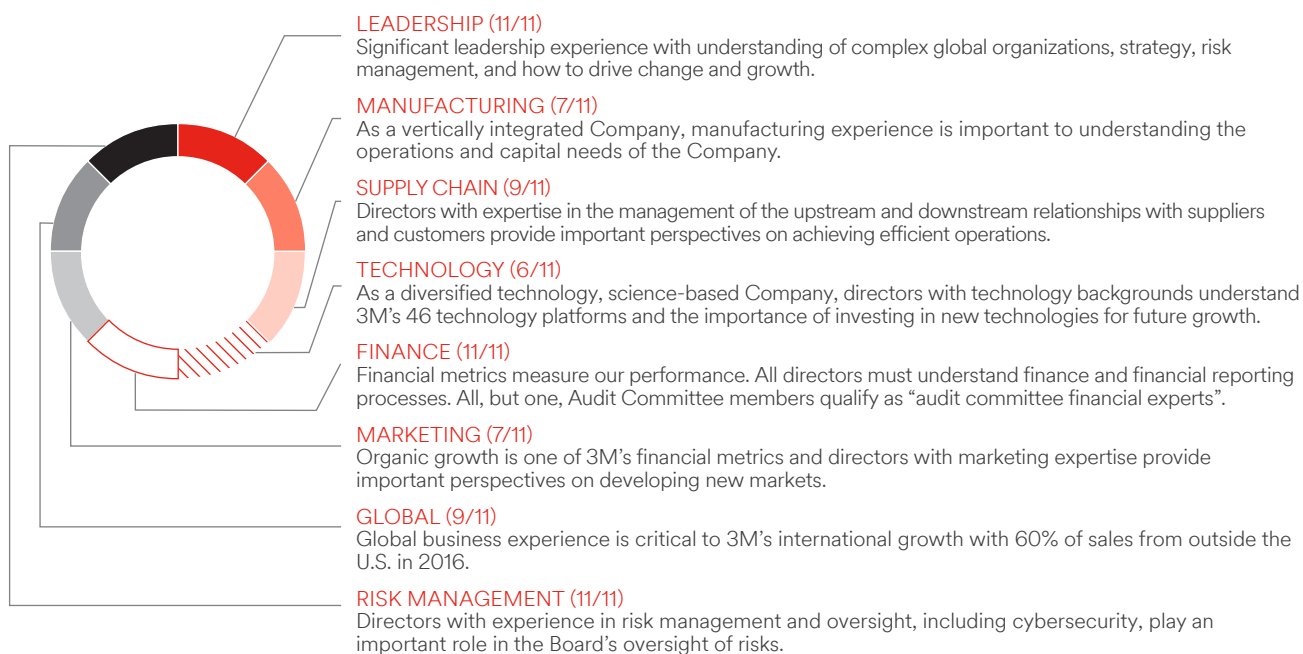 LEADERSHIP (11/11)
Significant leadership experience with understanding of complex global organizations, strategy, risk
management, and how to drive change and growth.
MANUFACTURING (7/11)
As a vertically integrated Company, manufacturing experience is important to understanding the
operations and capital needs of the Company.
SUPPLY CHAIN (9/11)
Directors with expertise in the management of the upstream and downstream relationships with suppliers
and customers provide important perspectives on achieving efficient operations.
TECHNOLOGY (6/11)
As a diversified technology, science-based Company, directors with technology backgrounds understand
3M’s 46 technology platforms and the importance of investing in new technologies for future growth.
FINANCE (11/11)
Financial metrics measure our performance. All directors must understand finance and financial reporting
processes. All, but one, Audit Committee members qualify as “audit committee financial experts”.
MARKETING (7/11)
Organic growth is one of 3M’s financial metrics and directors with marketing expertise provide
important perspectives on developing new markets.
GLOBAL (9/11)
Global business experience is critical to 3M’s international growth with 60% of sales from outside the
U.S. in 2016.
RISK MANAGEMENT (11/11)
Directors with experience in risk management and oversight, including cybersecurity, play an
important role in the Board’s oversight of risks.